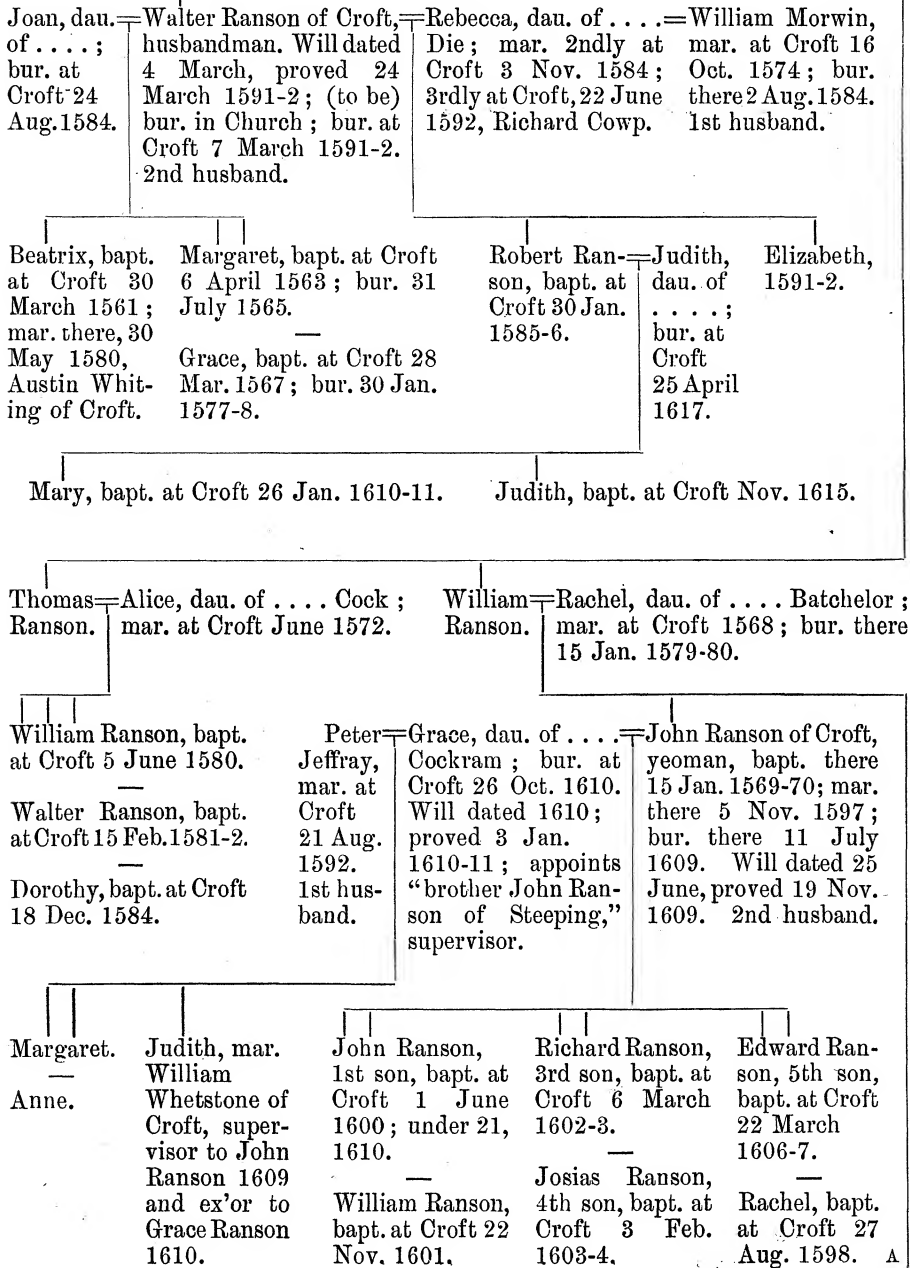 Joan, dau.
of . . . . ;
bur. at
Croft 24
Aug. 1584.
Walter Ranson of Croft,
husbandman. Will dated
4 March, proved 24
March 1591-2 ; (to be)
bur. in Church ; bur. at
Croft 7 March 1591-2.
2nd husband.
Rebecca, dau. of . . . .
Die ; mar. 2ndly at
Croft 3 Nov. 1584 ;
3rdly at Croft, 22 June
1592, Richard Cowp.
William Morwin,
mar. at Croft 16
Oct. 1574 ; bur.
there 2 Aug. 1584.
1st husband.
Beatrix, bapt.
at Croft 30
March 1561 ;
mar. there, 30
May 1580,
Austin Whit-
ing of Croft.
Margaret, bapt. at Croft
6 April 1563 ; bur. 31
July 1565.
—
Grace, bapt. at Croft 28
Mar. 1567 ; bur. 30 Jan.
1577-8.
Robert Ran-
son, bapt. at
Croft 30 Jan.
1585-6.
Judith,
dau. of
. . . . ;
bur. at
Croft
25 April
1617.
Elizabeth,
1591-2.
Mary, bapt. at Croft 26 Jan. 1610-11.
Judith, bapt. at Croft Nov. 1615.
Thomas
Ranson.
Alice, dau. of . . . . Cock ;
mar. at Croft June 1572.
William
Ranson.
Rachel, dau. of . . . . Batchelor ;
mar. at Croft 1568 ; bur. there
15 Jan. 1579-80.
William Ranson, bapt.
at Croft 5 June 1580.
—
Walter Ranson, bapt.
at Croft 15 Feb. 1581-2.
—
Dorothy, bapt. at Croft
18 Dec. 1584.
Peter
Jeffray,
mar. at
Croft
21 Aug.
1592.
1st hus-
band.
Grace, dau. of . . . .
Cockram ; bur. at
Croft 26 Oct. 1610.
Will dated 1610 ;
proved 3 Jan.
1610-11 ; appoints
"brother John Ran-
son of Steeping,"
supervisor.
John Ranson of Croft,
yeoman, bapt. there
15 Jan. 1569-70; mar.
there 5 Nov. 1597 ;
bur. there 11 July
1609. Will dated 25
June, proved 19 Nov.
1609. 2nd husband.
Margaret.
—
Anne.
Judith, mar.
William
Whetstone of
Croft, super-
visor to John
Ranson 1609
and ex'or to
Grace Ranson
1610.
John Ranson,
1st son, bapt. at
Croft 1 June
1600 ; under 21,
1610.
—
William Ranson,
bapt. at Croft 22
Nov. 1601.
Richard Ranson,
3rd son, bapt. at
Croft 6 March
1602-3.
—
Josias Ranson,
4th son, bapt. at
Croft 3 Feb.
1603-4.
Edward Ran-
son, 5th son,
bapt. at Croft
22 March
1606-7.
—
Rachel, bapt.
at Croft 27
Aug. 1598.
A